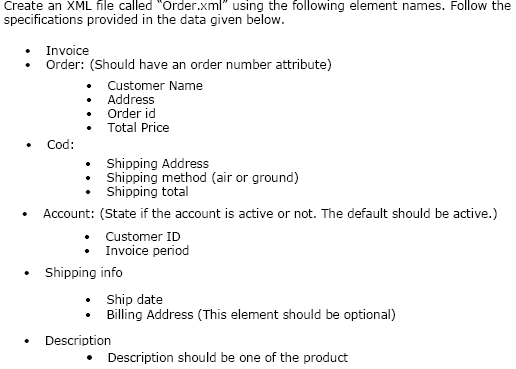 Create an XML file called "Order.xml" using the following element names. Follow the
specifications provided in the data given below.
• Invoice
• Order: (Should have an order number attribute)
• Customer Name
• Address
• Order id
• Total Price
• Cod:
• Shipping Address
• Shipping method (air or ground)
• Shipping total
• Account: (State if the account is active or not. The default should be active.)
• Customer ID
• Invoice period
• Shipping info
• Ship date
• Billing Address (This element should be optional)
• Description
• Description should be one of the product